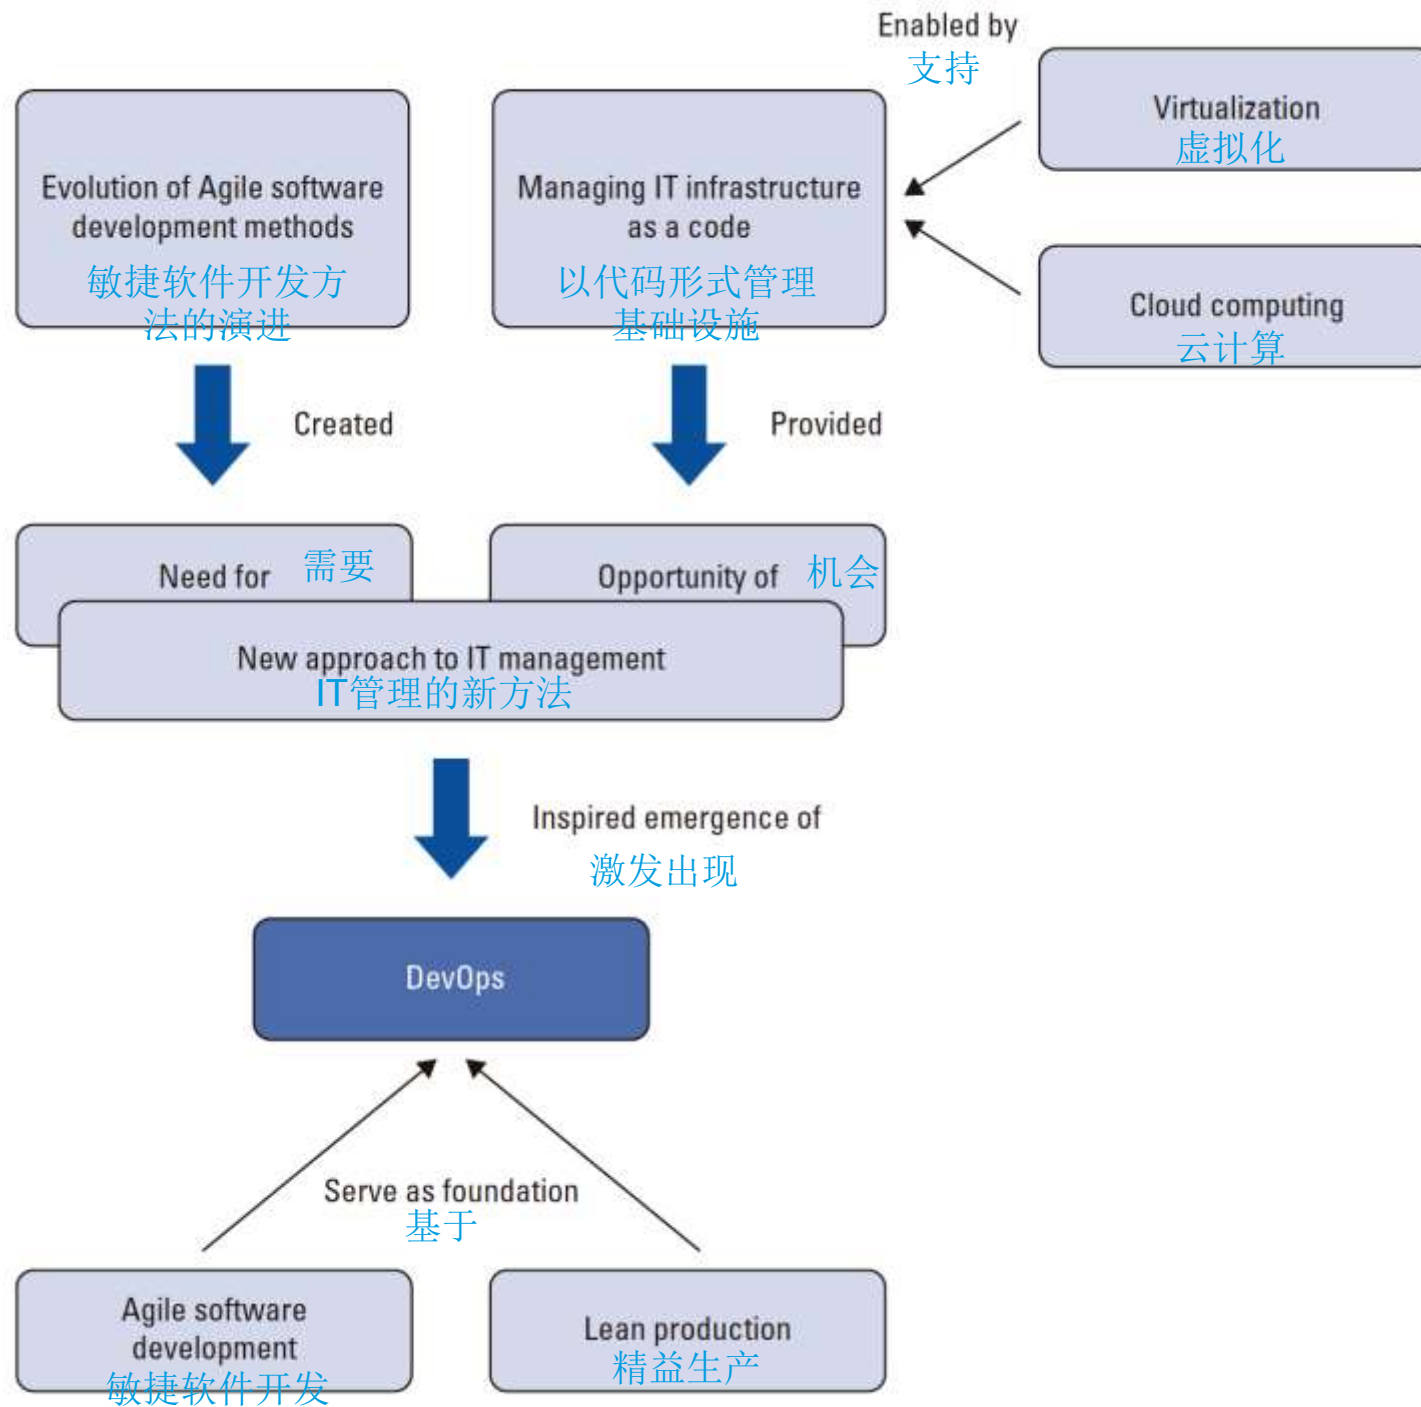 Enabled by
支持
Virtualization
虚拟化
Evolution of Agile software
development methods
敏捷软件开发方
法的演进
Managing IT infrastructure
as a code
以代码形式管理
基础设施
Cloud computing
云计算
Created
Provided
Need for 需要
Opportunity of 机会
New approach to IT management
IT管理的新方法
Inspired emergence of
激发出现
DevOps
Serve as foundation
基于
Agile software
development
敏捷软件开发
Lean production
精益生产